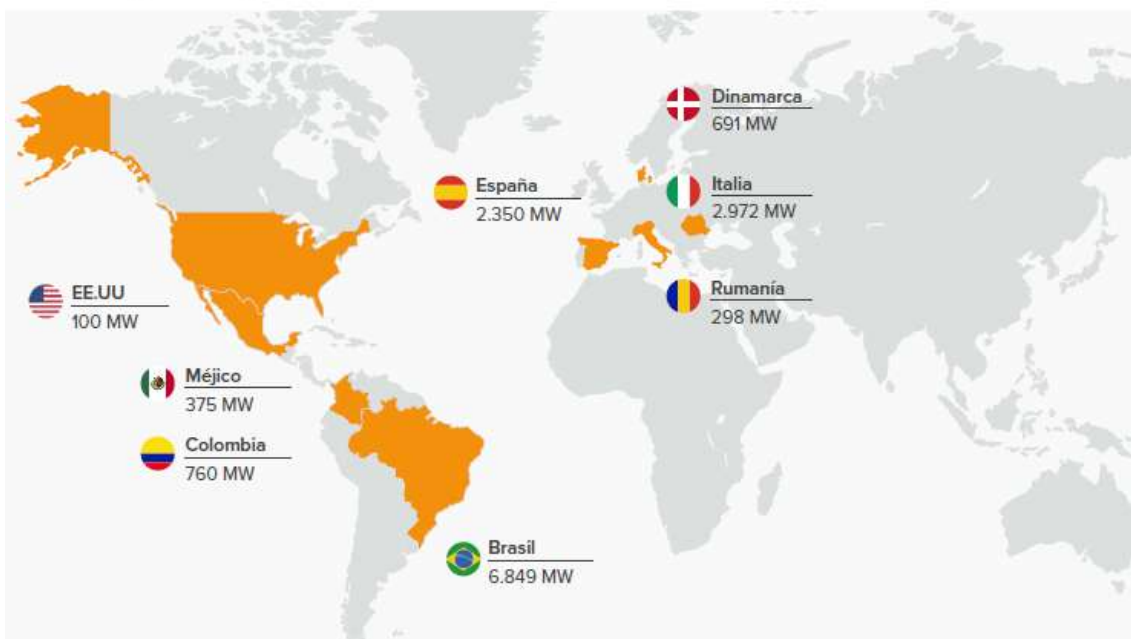 Dinamarca
691 MW
España
2.350 MW
Italia
2.972 MW
EE.UU
100 MW
Rumanía
298 MW
Méjico
375 MW
Colombia
760 MW
Brasil
6.849 MW